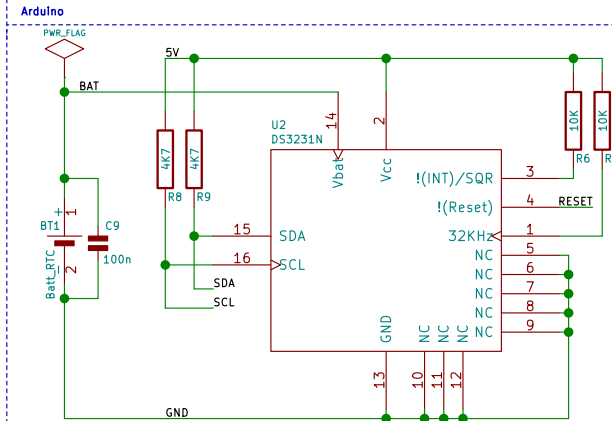 Arduino
PWR_FLAG
5V
BAT
U2
DS3231N
14
2
Vbat
Vcc
4K7
4K7
R8
R9
10K
10K
R6
R
!(INT)/SQR
3
!(Reset)
4
RESET
32KHz
1
15
SDA
16
SCL
NC
5
NC
6
NC
7
NC
8
NC
9
SDA
SCL
+
1
BT1
C9
100n
Batt_RTC
-
2
GND
NC
NC
NC
13
10
11
12
GND